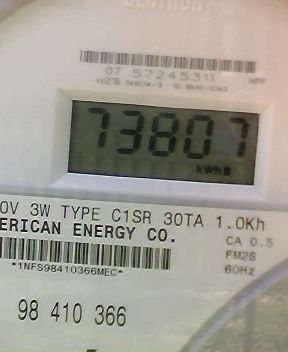 CENTRON
07 57245311
73807
kWh
0V 3W TYPE C1SR 30TA 1.0Kh
ERICAN ENERGY CO.
CA 0.5
FM2S
60Hz
*1NFS98410366MEC*
98 410 366